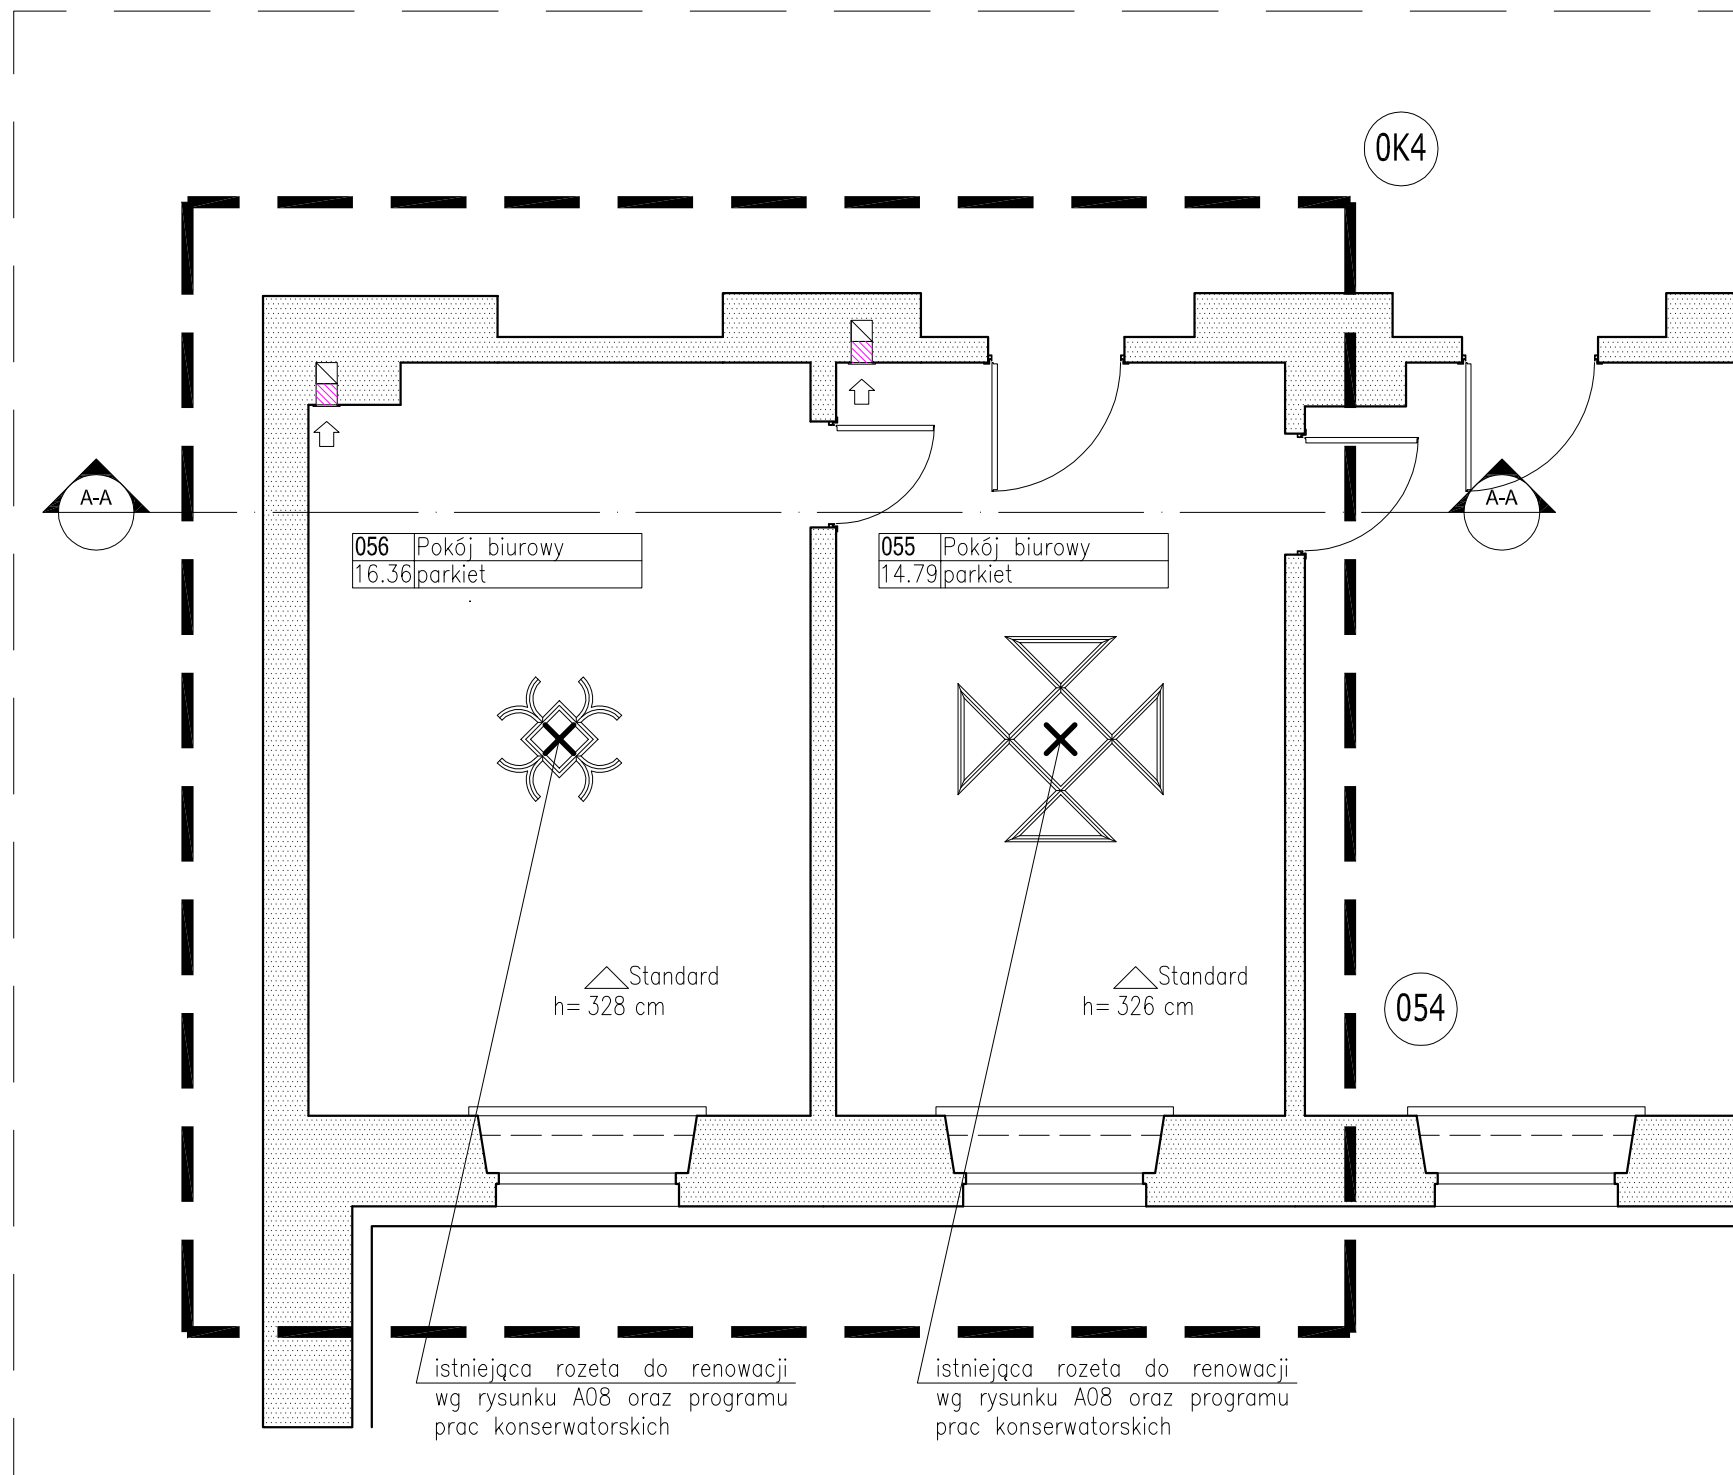 0K4
A-A
A-A
056 Pokój biurowy
16.36 parkiet
055 Pokój biurowy
14.79 parkiet
Standard
h= 328 cm
Standard
h= 326 cm
054
istniejąca rozeta do renowacji
wg rysunku A08 oraz programu
prac konserwatorskich
istniejąca rozeta do renowacji
wg rysunku A08 oraz programu
prac konserwatorskich